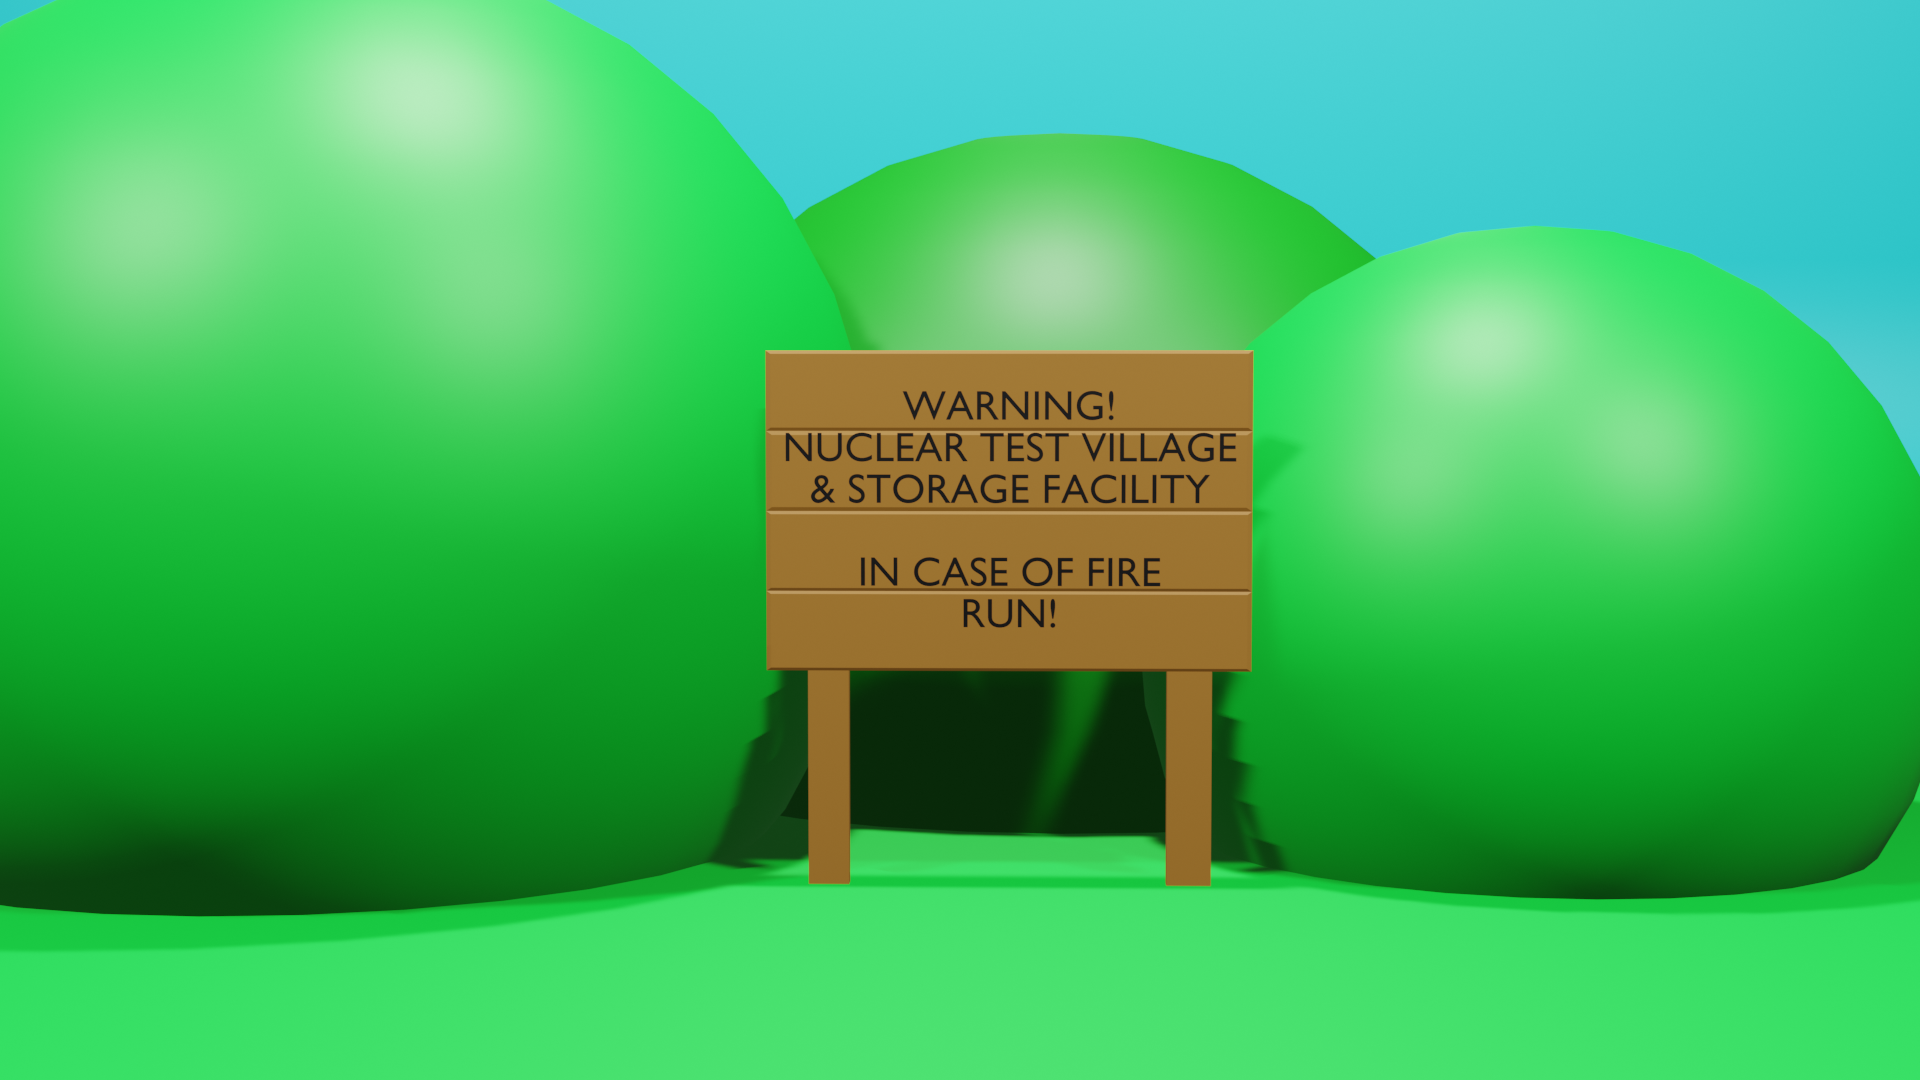 WARNING!
NUCLEAR TEST VILLAGE
& STORAGE FACILITY
IN CASE OF FIRE
RUN!